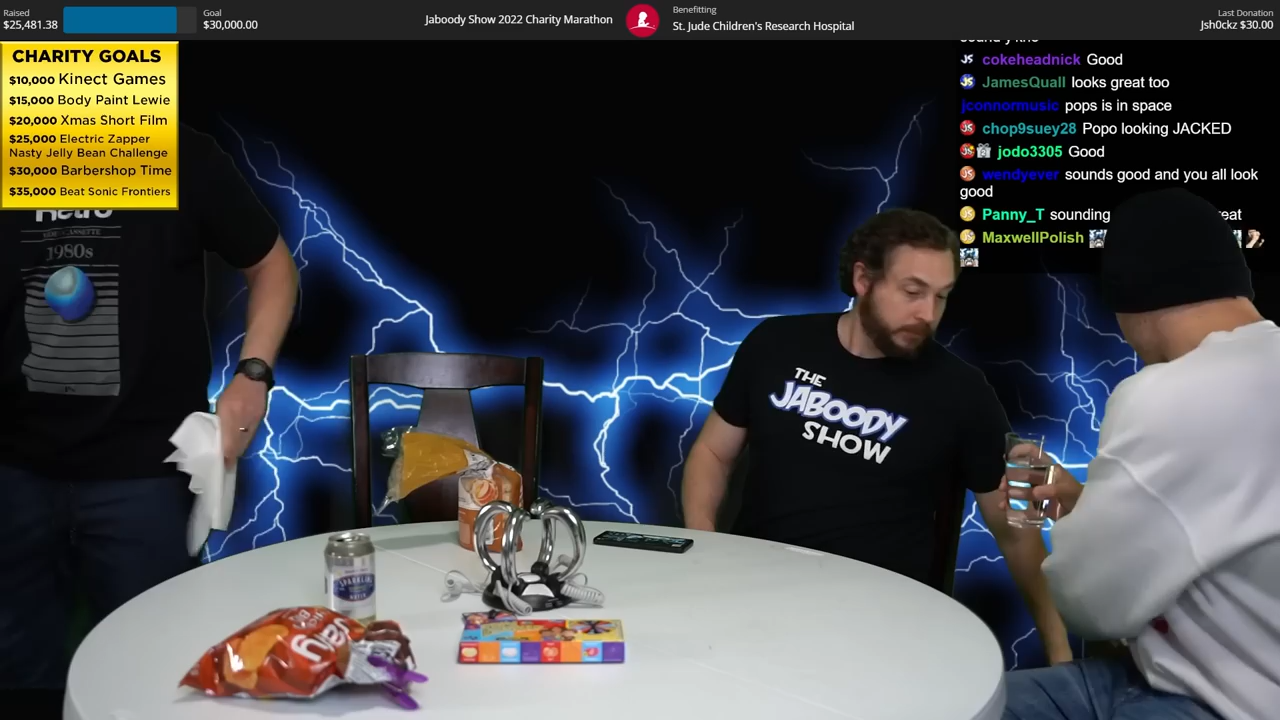 Raised
$25,481.38
Goal
$30,000.00
Jaboody Show 2022 Charity Marathon
Benefitting
St. Jude Children's Research Hospital
Last Donation
Jsh0ckz $30.00
CHARITY GOALS
$10,000 Kinect Games
$15,000 Body Paint Lewie
$20,000 Xmas Short Film
$25,000 Electric Zapper
Nasty Jelly Bean Challenge
$30,000 Barbershop Time
$35,000 Beat Sonic Frontiers
cokeheadnick Good
JamesQuall looks great too
jconnormusic pops is in space
chop9suey28 Popo looking JACKED
jodo3305 Good
wendyever sounds good and you all look
good
Panny_T sounding
MaxwellPolish
Retro
1980s
THE
JABOODY
SHOW